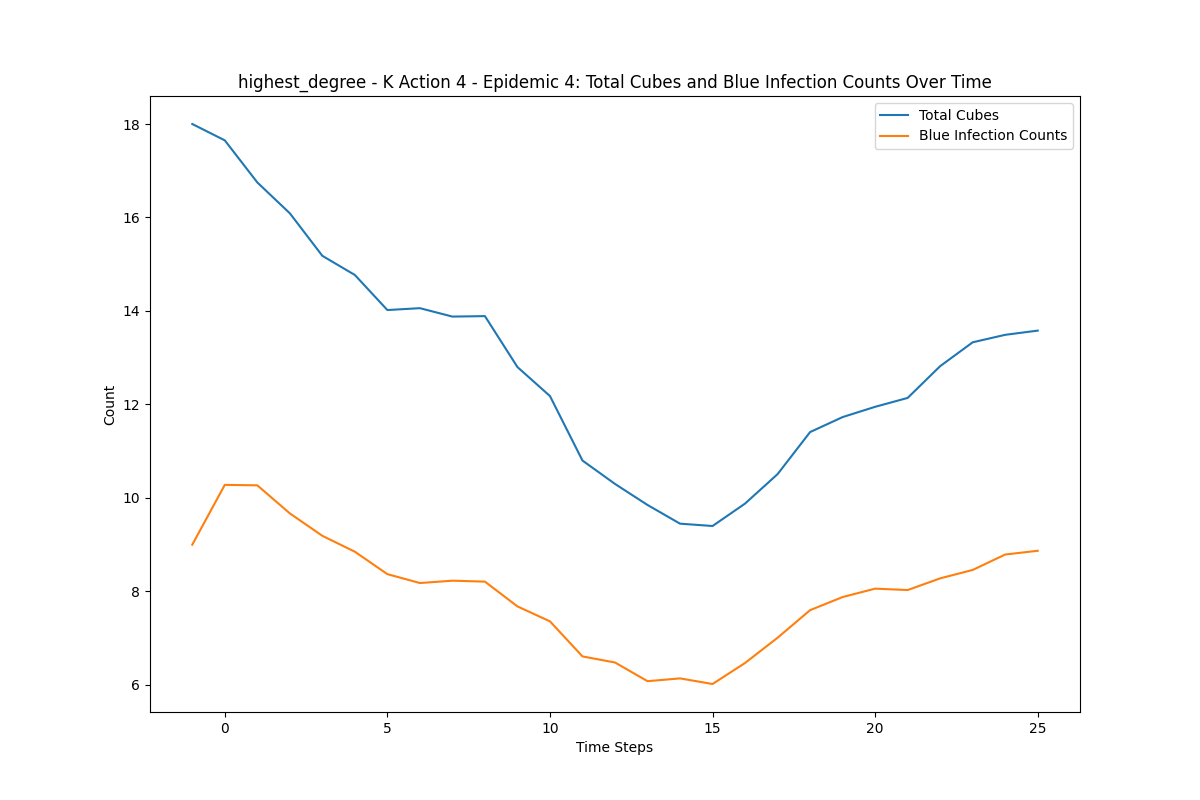 highest_degree - K Action 4 - Epidemic 4: Total Cubes and Blue Infection Counts Over Time
Total Cubes
Blue Infection Counts
Count
18
16
14
12
10
8
6
0 5 10 15 20 25
Time Steps